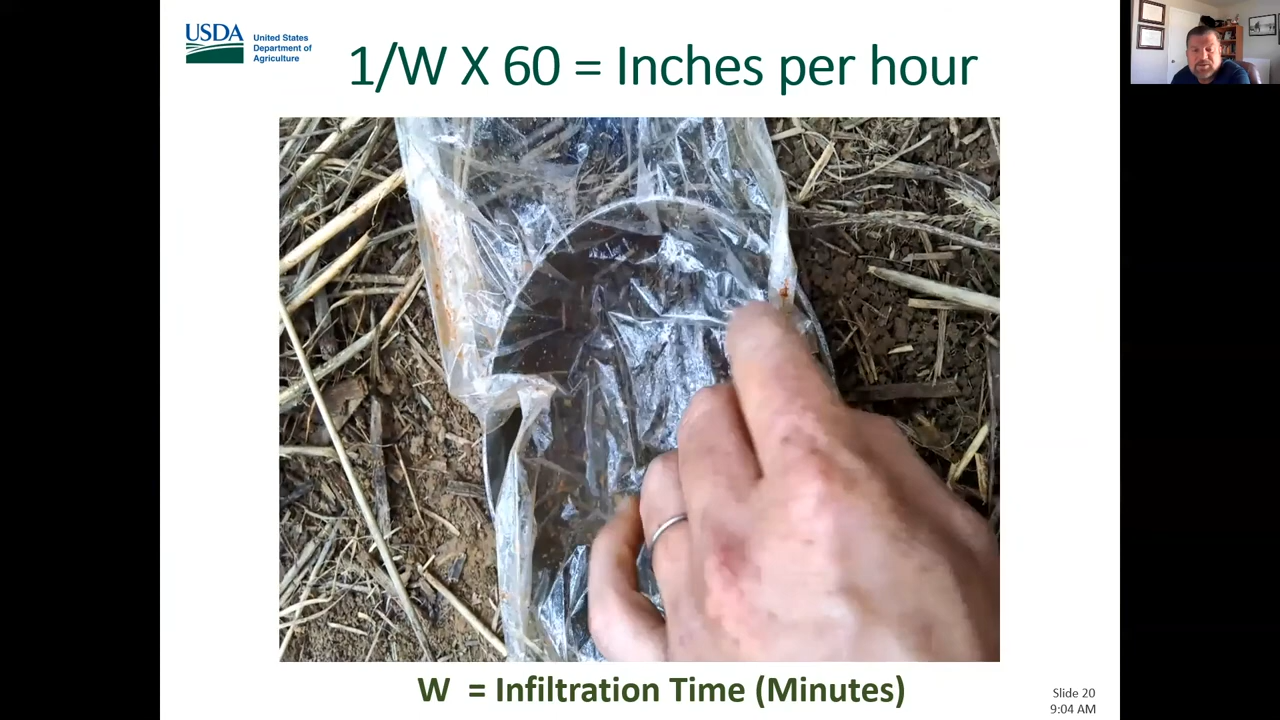 USDA
United States
Department of
Agriculture
1/W X 60 = Inches per hour
W = Infiltration Time (Minutes)
Slide 20
9:04 AM